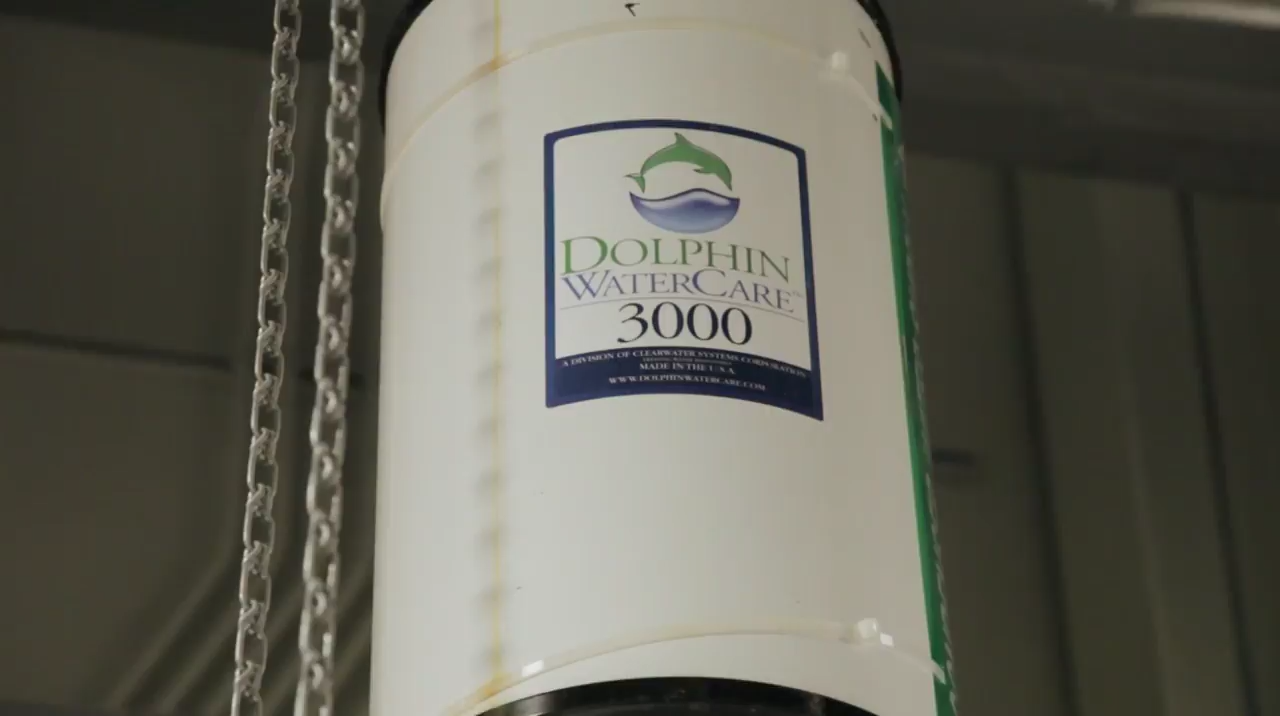 DOLPHIN
WATERCARE™
3000
A DIVISION OF CLEARWATER SYSTEMS CORPORATION
MADE IN THE U.S.A.
WWW.DOLPHINWATERCARE.COM